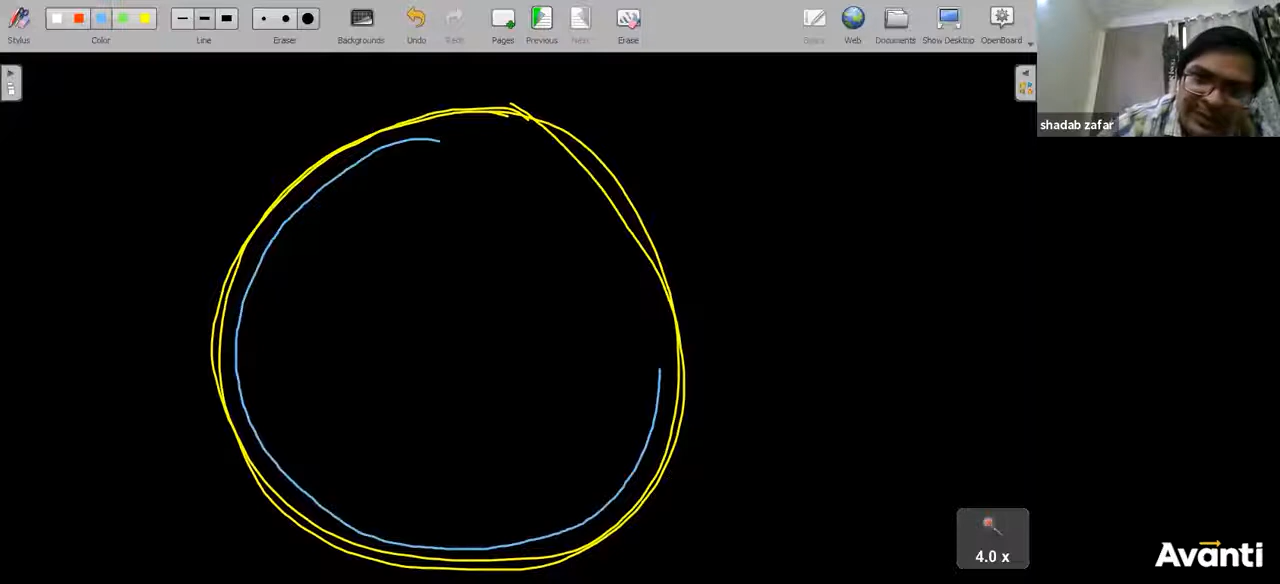 Stylus
Color
Line
Eraser
Backgrounds
Undo
Redo
Pages
Previous
Next
Erase
Web
Documents
Show Desktop
OpenBoard
shadab zafar
4.0 x
Avanti